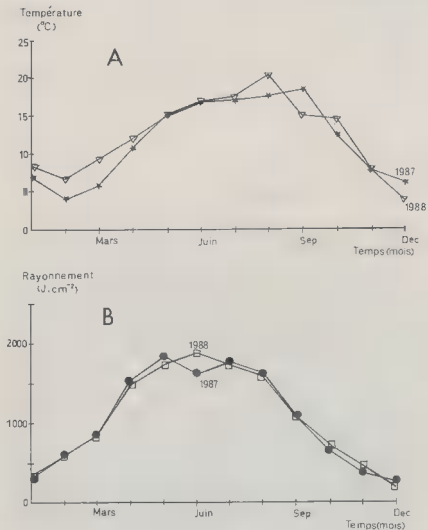 Température
(°C)
A
25
20
15
10
5
0
1987
1988
Mars
Juin
Sep
Dec
Temps(mois)
Rayonnement
(J.cm⁻²)
B
2000
1000
0
1988
1987
Mars
Juin
Sep
Dec
Temps(mois)